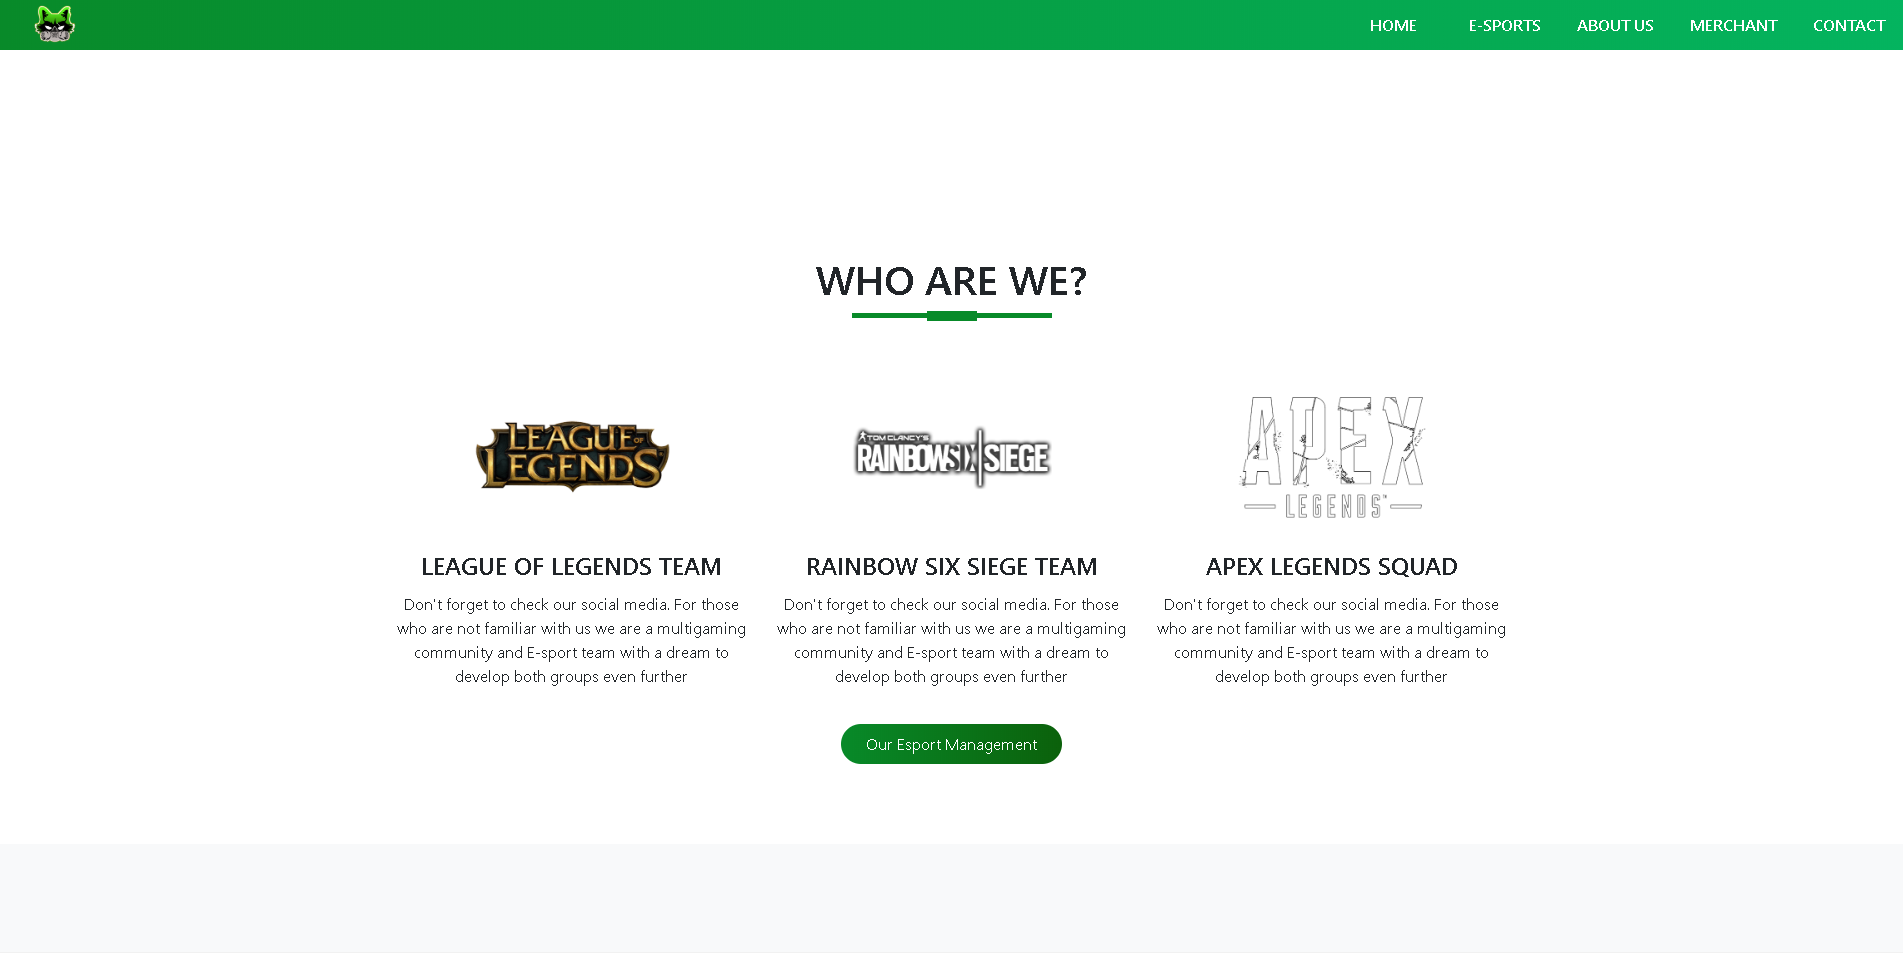 HOME E-SPORTS ABOUT US MERCHANT CONTACT
WHO ARE WE?
LEAGUE OF
LEGENDS
TOM CLANCY'S
RAINBOWSIX SIEGE
APEX
LEGENDS™
LEAGUE OF LEGENDS TEAM
Don't forget to check our social media. For those
who are not familiar with us we are a multigaming
community and E-sport team with a dream to
develop both groups even further
RAINBOW SIX SIEGE TEAM
Don't forget to check our social media. For those
who are not familiar with us we are a multigaming
community and E-sport team with a dream to
develop both groups even further
APEX LEGENDS SQUAD
Don't forget to check our social media. For those
who are not familiar with us we are a multigaming
community and E-sport team with a dream to
develop both groups even further
Our Esport Management